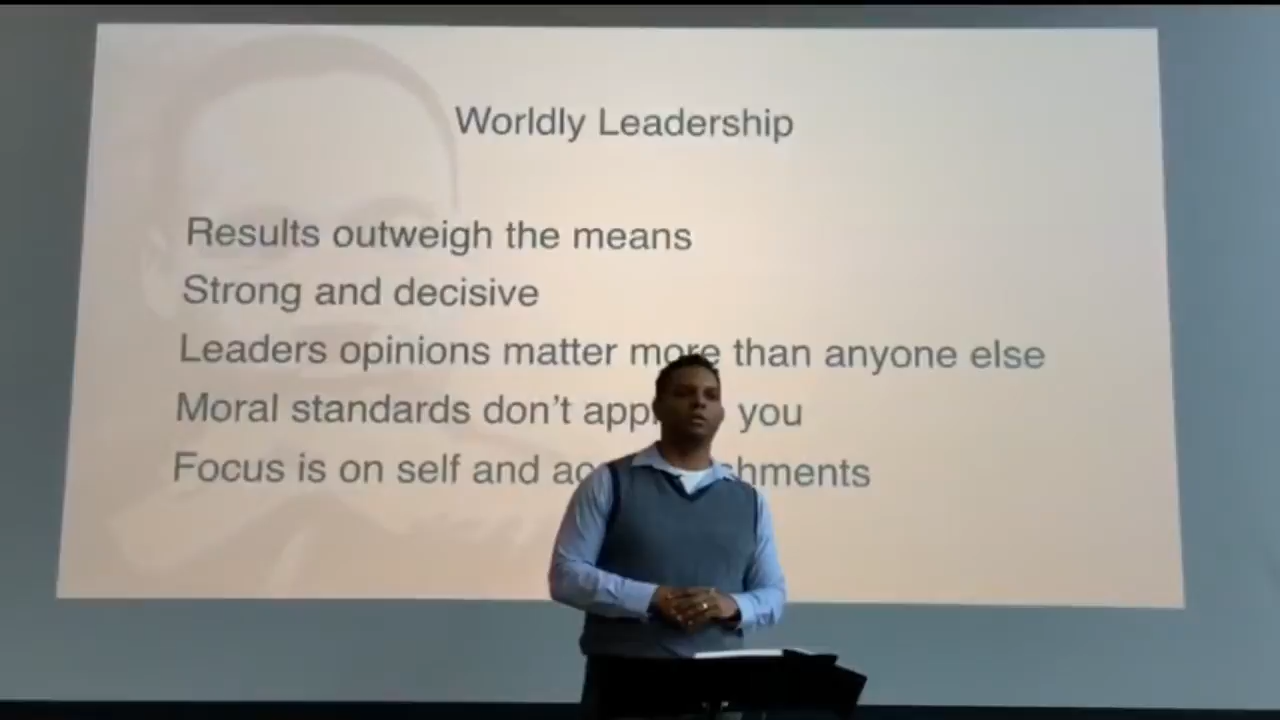 Worldly Leadership
Results outweigh the means
Strong and decisive
Leaders opinions matter more than anyone else
Moral standards don't you
Focus is on self and